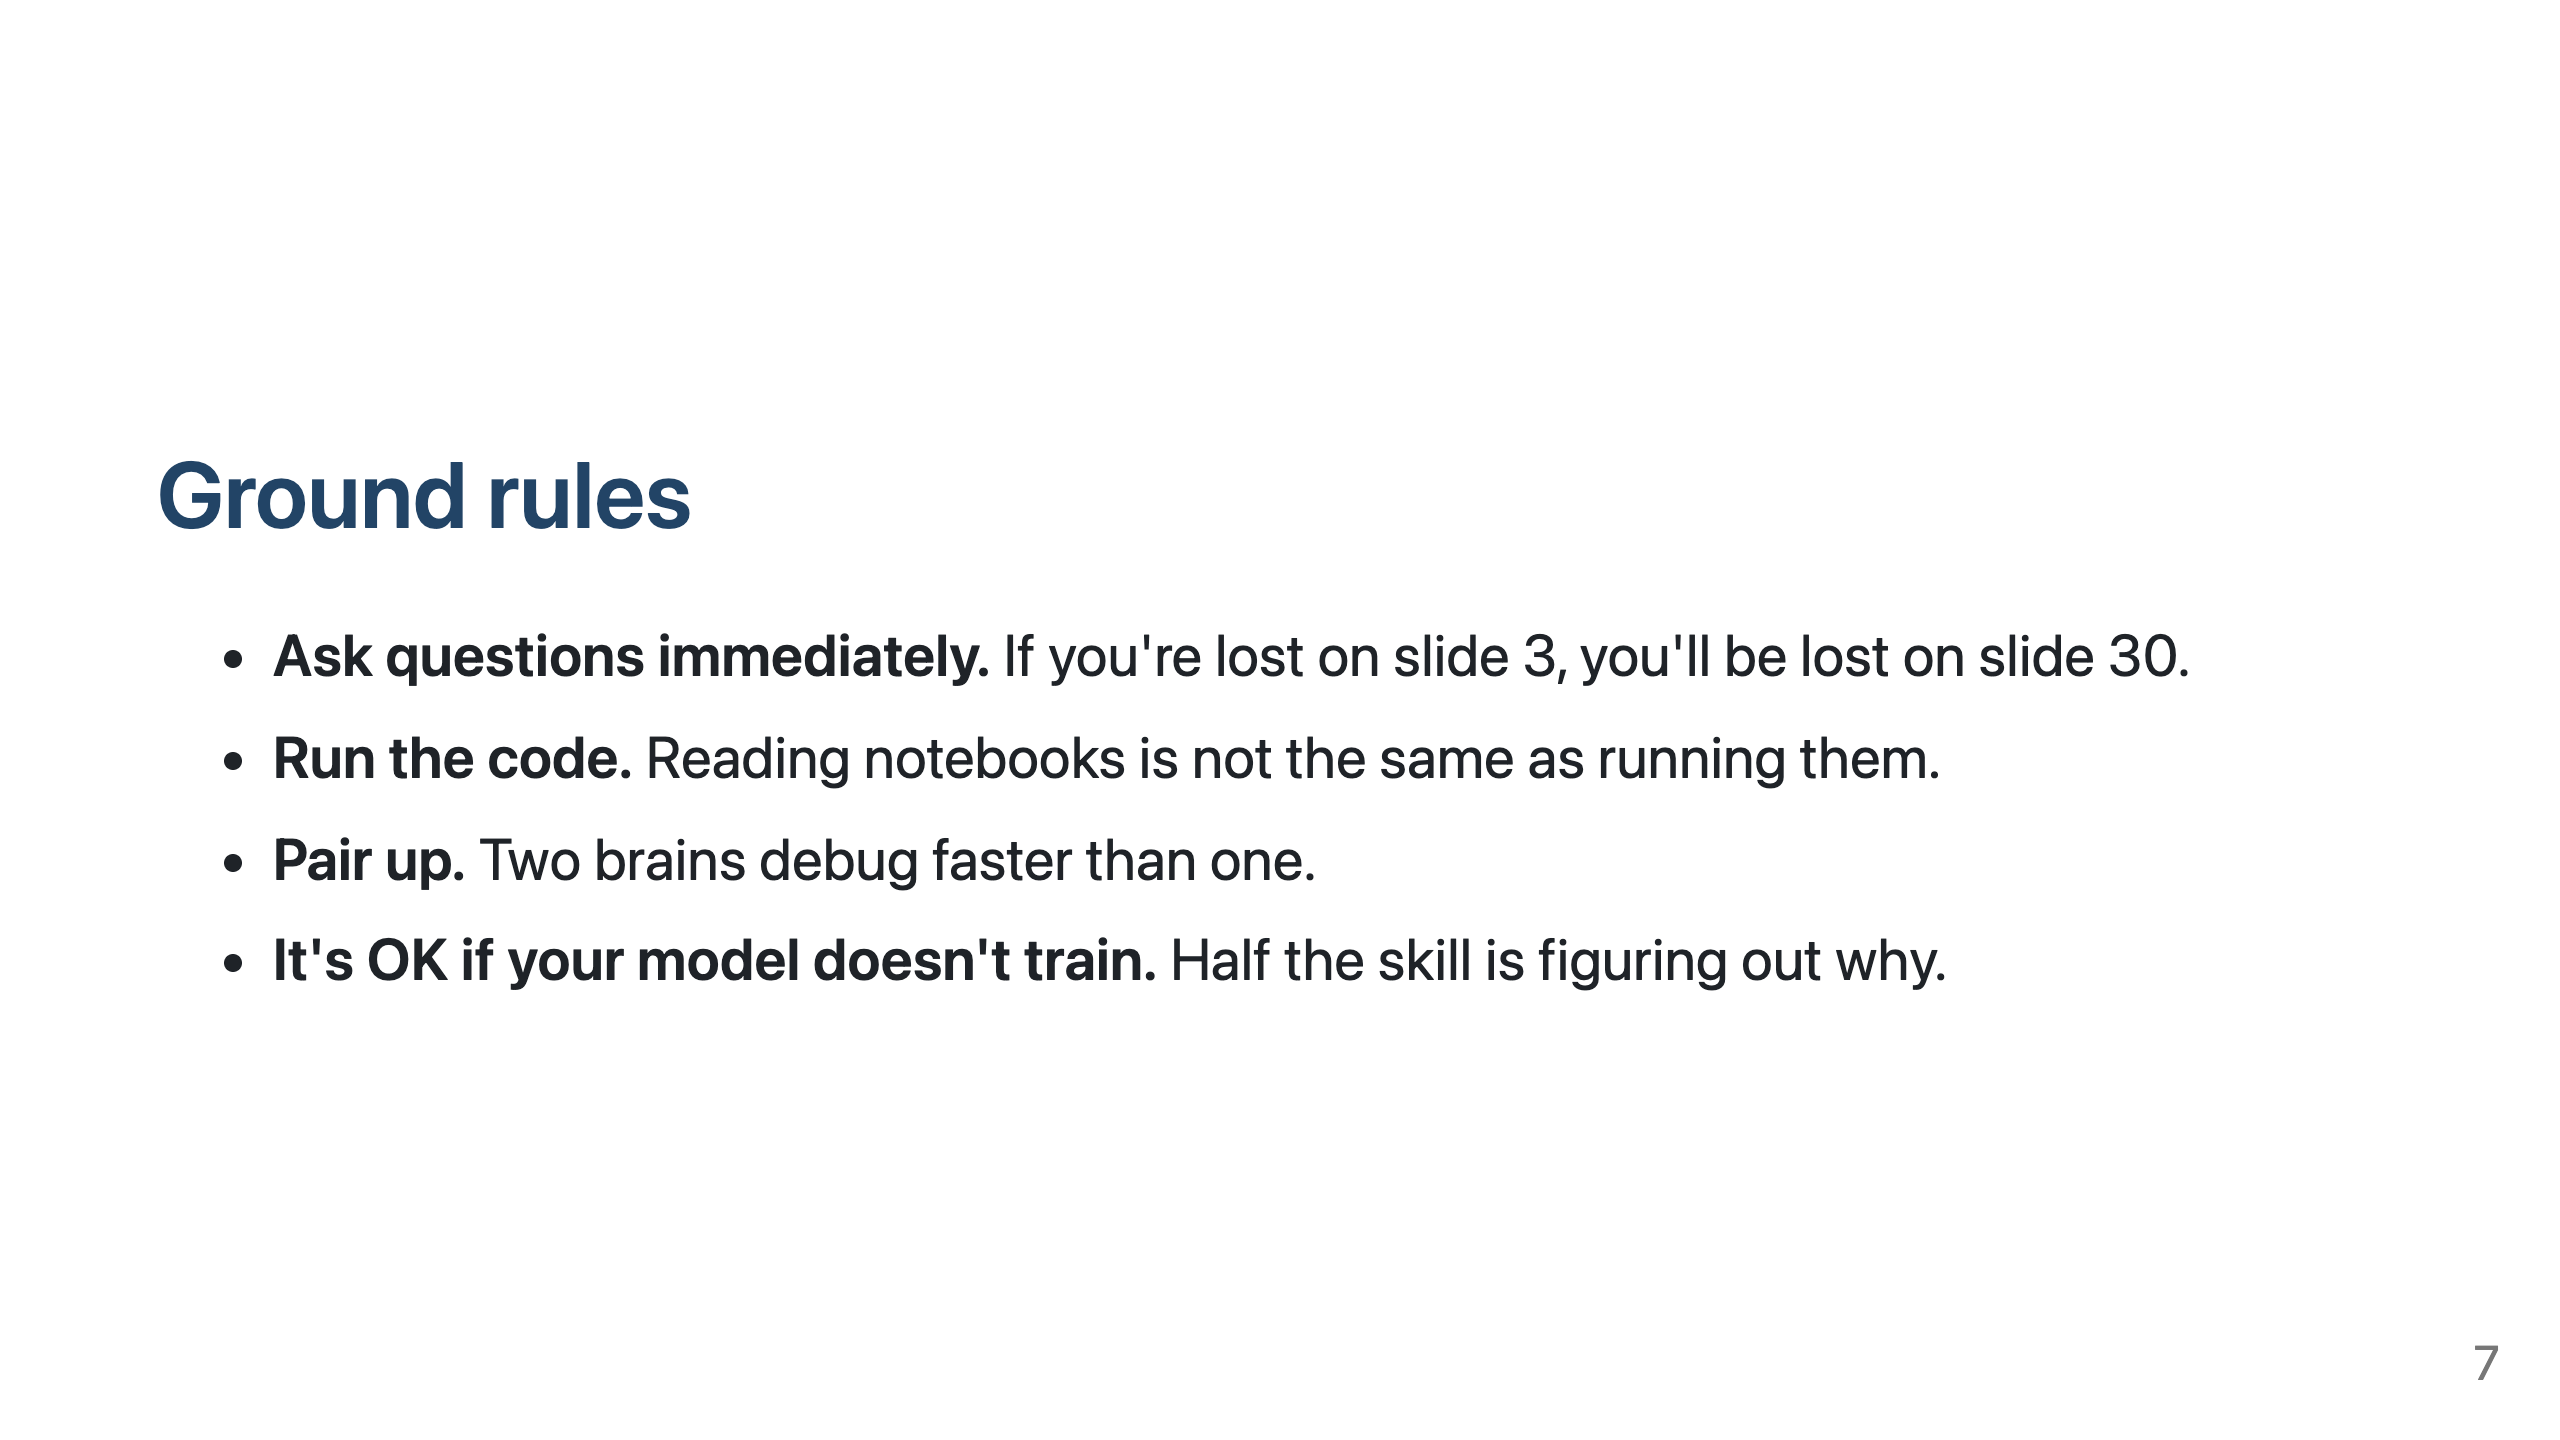 Ground rules
• Ask questions immediately. If you're lost on slide 3, you'll be lost on slide 30.
• Run the code. Reading notebooks is not the same as running them.
• Pair up. Two brains debug faster than one.
• It's OK if your model doesn't train. Half the skill is figuring out why.
7